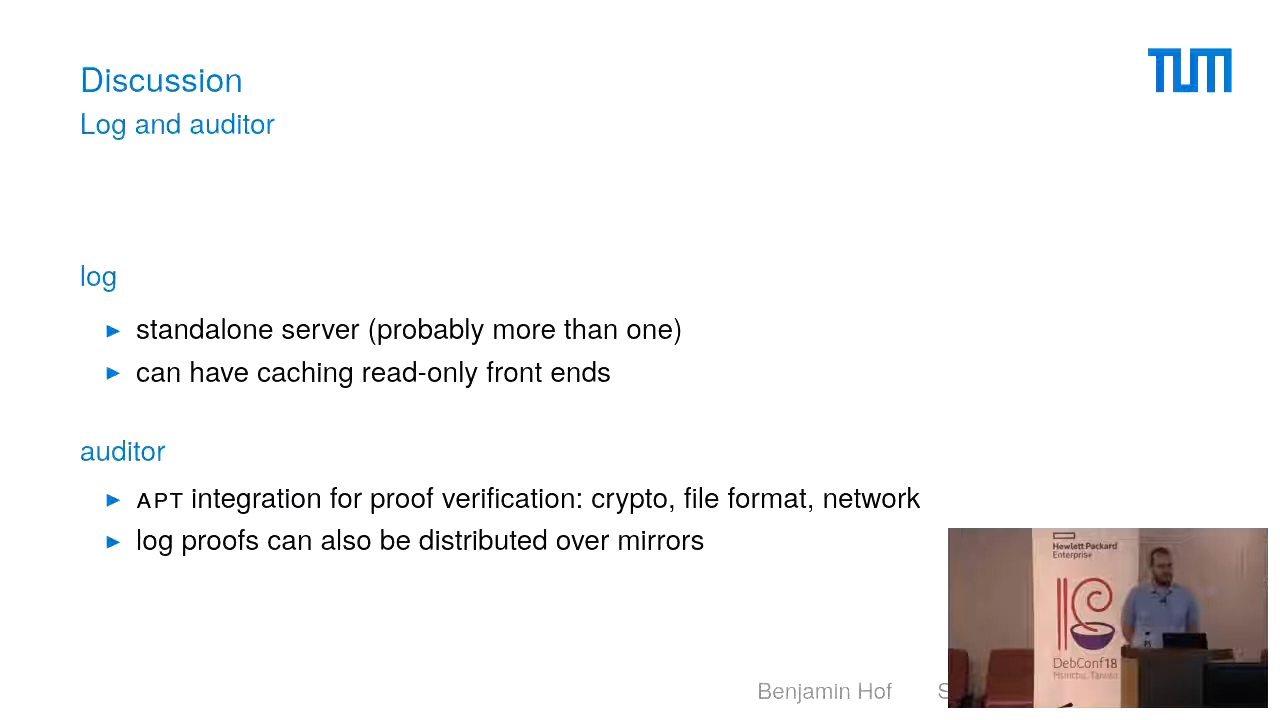 Discussion
Log and auditor
TUM
log
standalone server (probably more than one)
can have caching read-only front ends
auditor
APT integration for proof verification: crypto, file format, network
log proofs can also be distributed over mirrors
Hewlett Packard
Enterprise
DebConf18
Hsinchu, Taiwan
Benjamin Hof